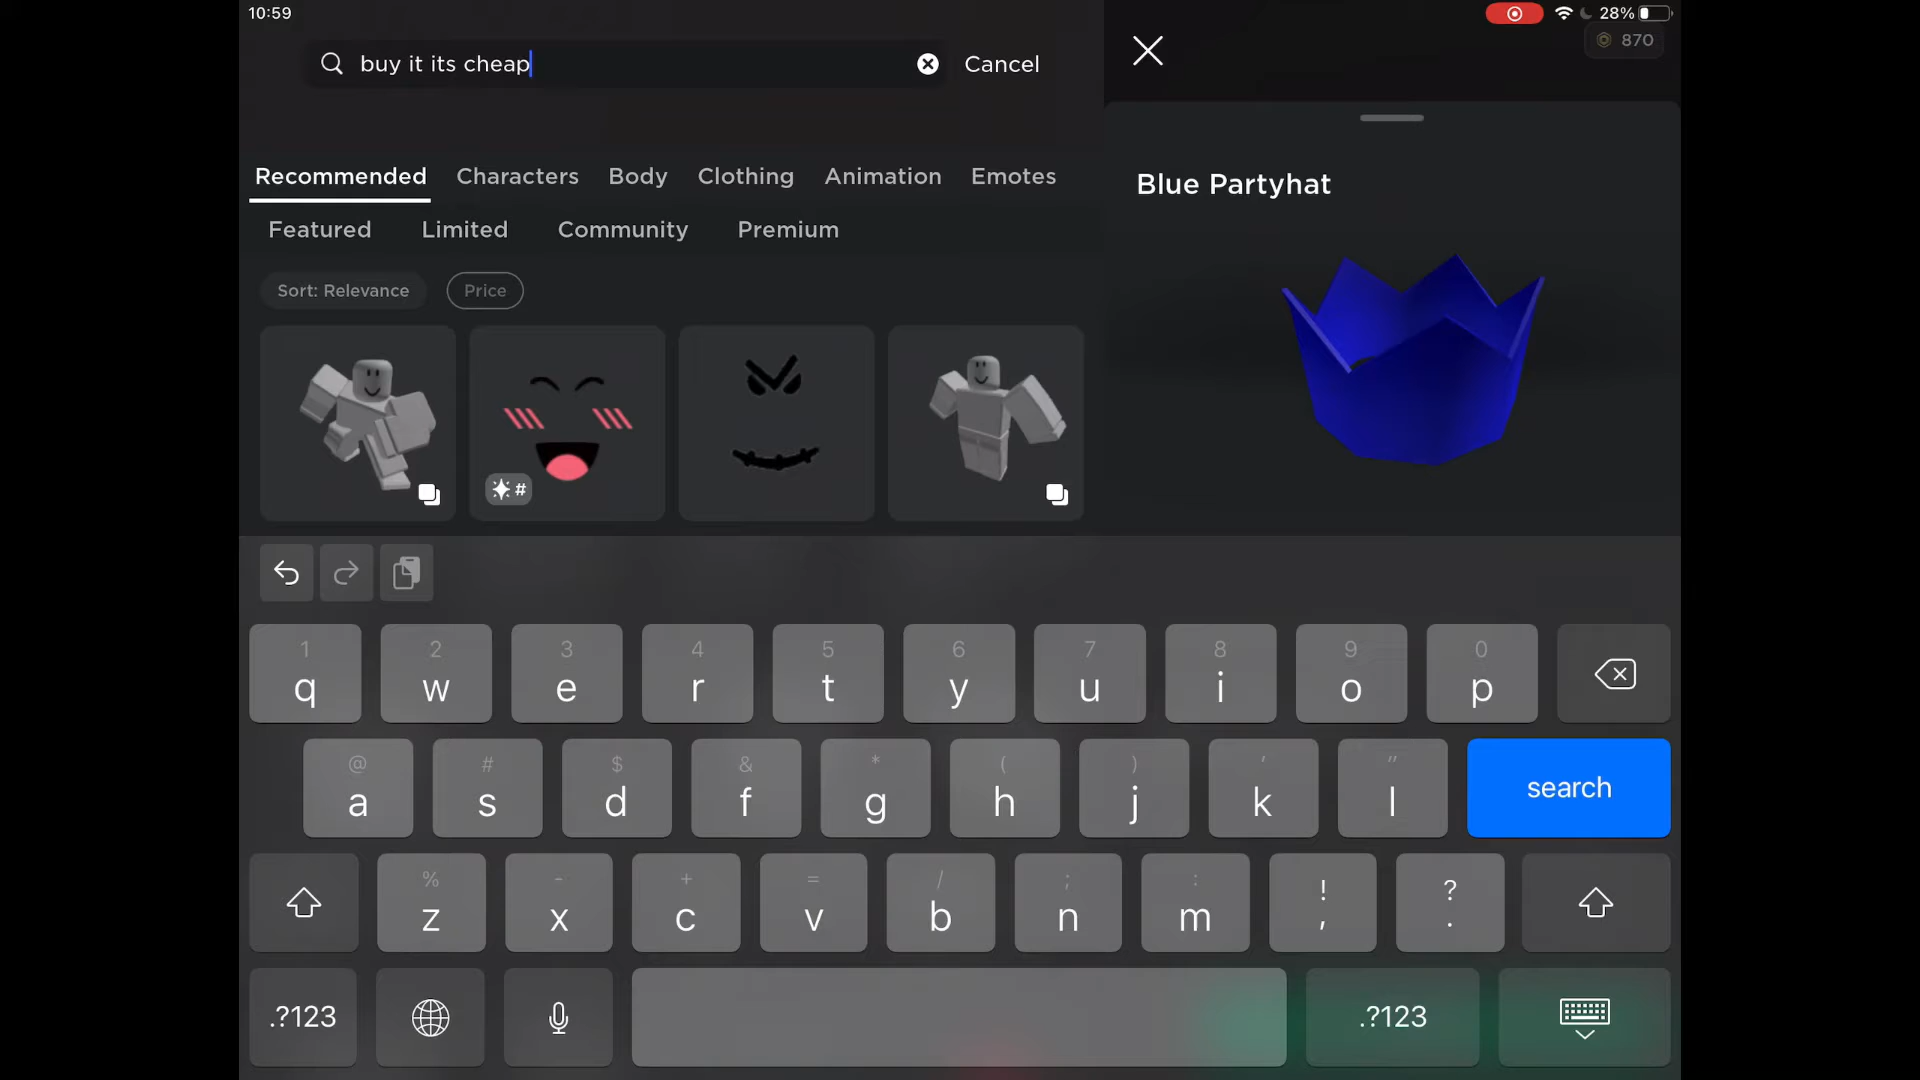 10:59
28%
870
buy it its cheap
Cancel
Recommended Characters Body Clothing Animation Emotes
Featured Limited Community Premium
Sort: Relevance Price
#
Blue Partyhat
1 2 3 4 5 6 7 8 9 0
q w e r t y u i o p
@ # $ & * ( ) ' "
a s d f g h j k l search
% - + = / ; : ! ?
z x c v b n m , .
.?123 .?123